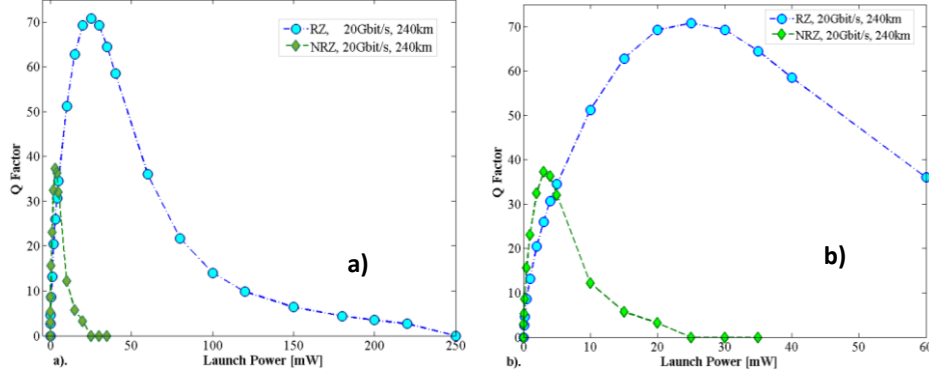 70
60
50
40
30
20
10
0
Q Factor
RZ, 20Gbit/s, 240km
NRZ, 20Gbit/s, 240km
a)
0 50 100 150 200 250
a). Launch Power [mW]
70
60
50
40
30
20
10
0
Q Factor
RZ, 20Gbit/s, 240km
NRZ, 20Gbit/s, 240km
b)
0 10 20 30 40 50 60
b). Launch Power [mW]